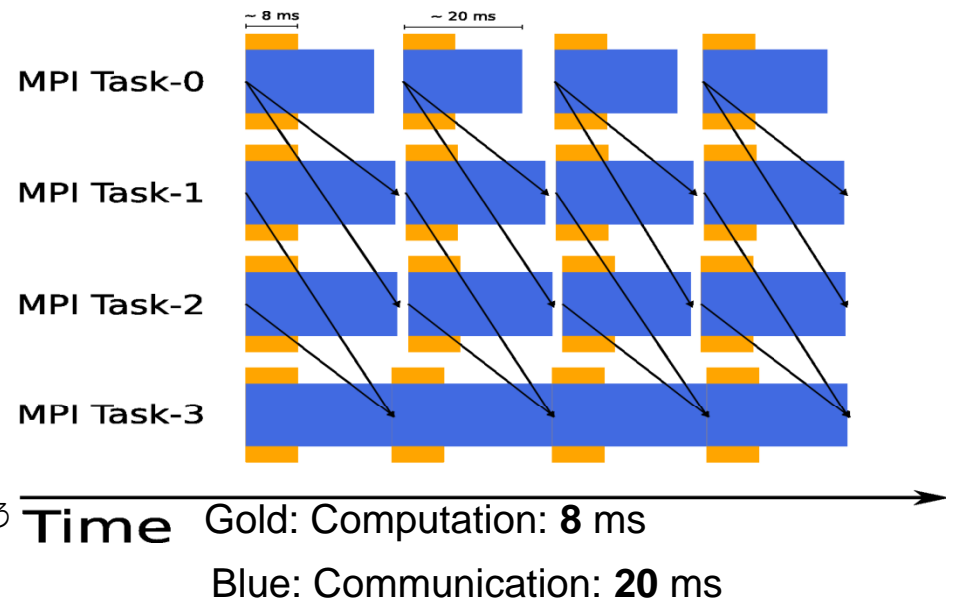 ~ 8 ms
~ 20 ms
MPI Task-0
MPI Task-1
MPI Task-2
MPI Task-3
3
Time
Gold: Computation: 8 ms
Blue: Communication: 20 ms